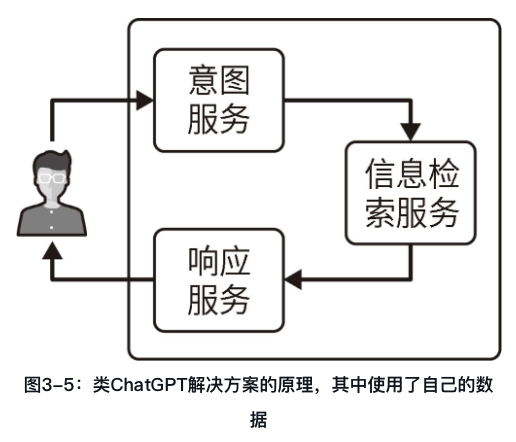 意图
服务
信息检
索服务
响应
服务
图3–5：类ChatGPT解决方案的原理，其中使用了自己的数
据